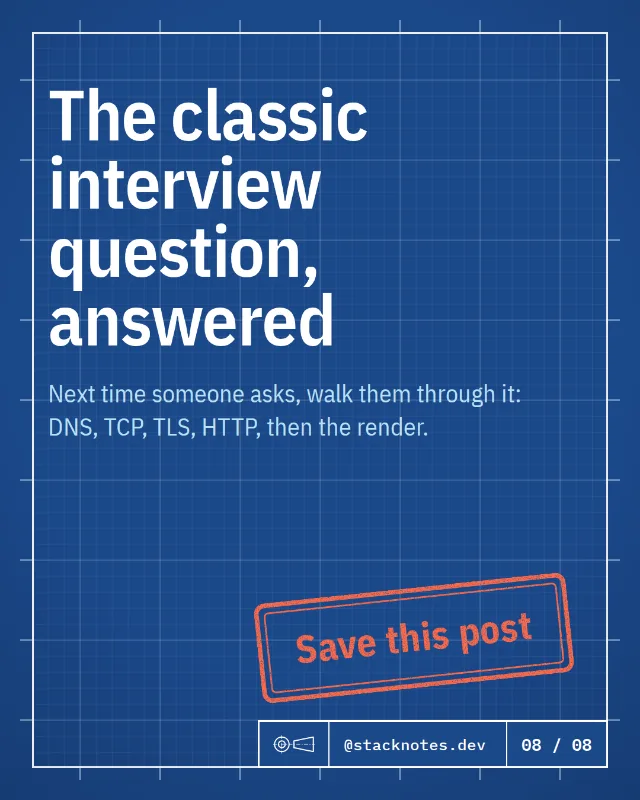 The classic
interview
question,
answered
Next time someone asks, walk them through it:
DNS, TCP, TLS, HTTP, then the render.
Save this post
@stacknotes.dev
08 / 08